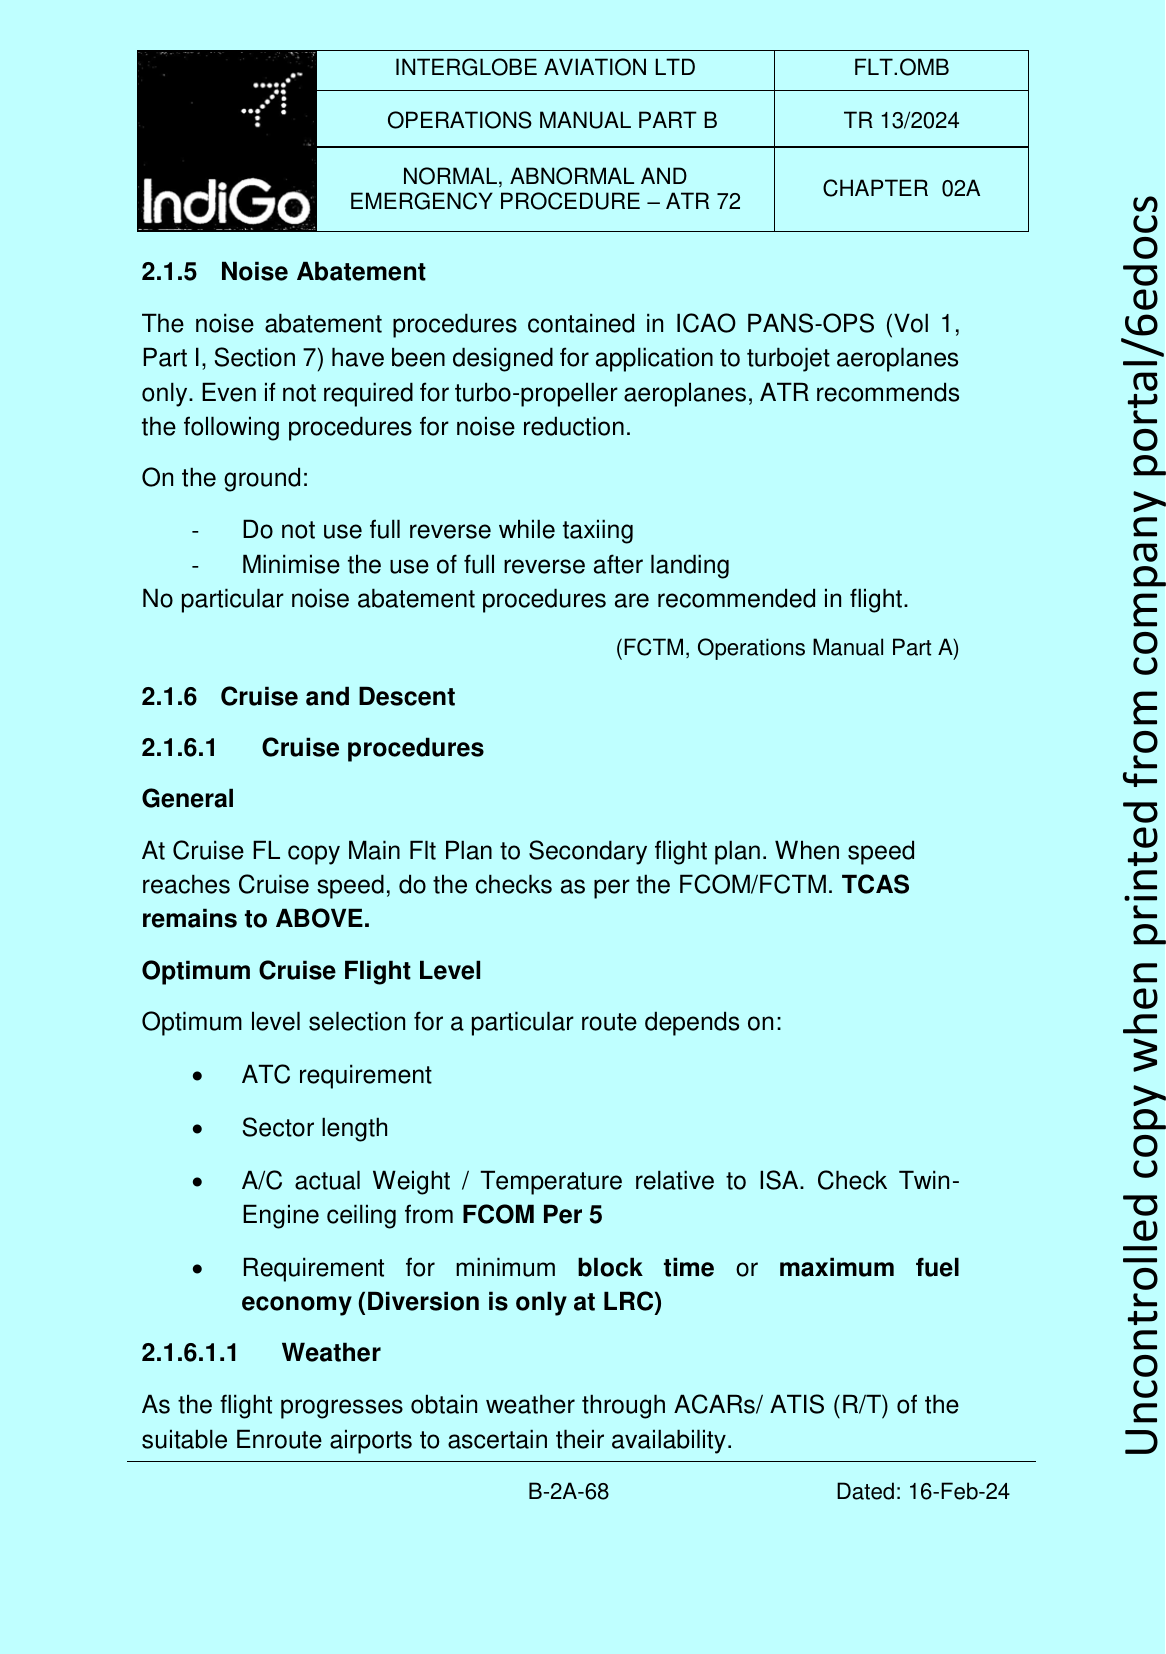 INTERGLOBE AVIATION LTD
FLT.OMB
OPERATIONS MANUAL PART B
TR 13/2024
IndiGo
NORMAL, ABNORMAL AND
EMERGENCY PROCEDURE – ATR 72
CHAPTER 02A
2.1.5 Noise Abatement
The noise abatement procedures contained in ICAO PANS-OPS (Vol 1,
Part I, Section 7) have been designed for application to turbojet aeroplanes
only. Even if not required for turbo-propeller aeroplanes, ATR recommends
the following procedures for noise reduction.
On the ground:
- Do not use full reverse while taxiing
- Minimise the use of full reverse after landing
No particular noise abatement procedures are recommended in flight.
(FCTM, Operations Manual Part A)
2.1.6 Cruise and Descent
2.1.6.1 Cruise procedures
General
At Cruise FL copy Main Flt Plan to Secondary flight plan. When speed
reaches Cruise speed, do the checks as per the FCOM/FCTM. TCAS
remains to ABOVE.
Optimum Cruise Flight Level
Optimum level selection for a particular route depends on:
• ATC requirement
• Sector length
• A/C actual Weight / Temperature relative to ISA. Check Twin-
Engine ceiling from FCOM Per 5
• Requirement for minimum block time or maximum fuel
economy (Diversion is only at LRC)
2.1.6.1.1 Weather
As the flight progresses obtain weather through ACARs/ ATIS (R/T) of the
suitable Enroute airports to ascertain their availability.
B-2A-68
Dated: 16-Feb-24
Uncontrolled copy when printed from company portal/6edocs